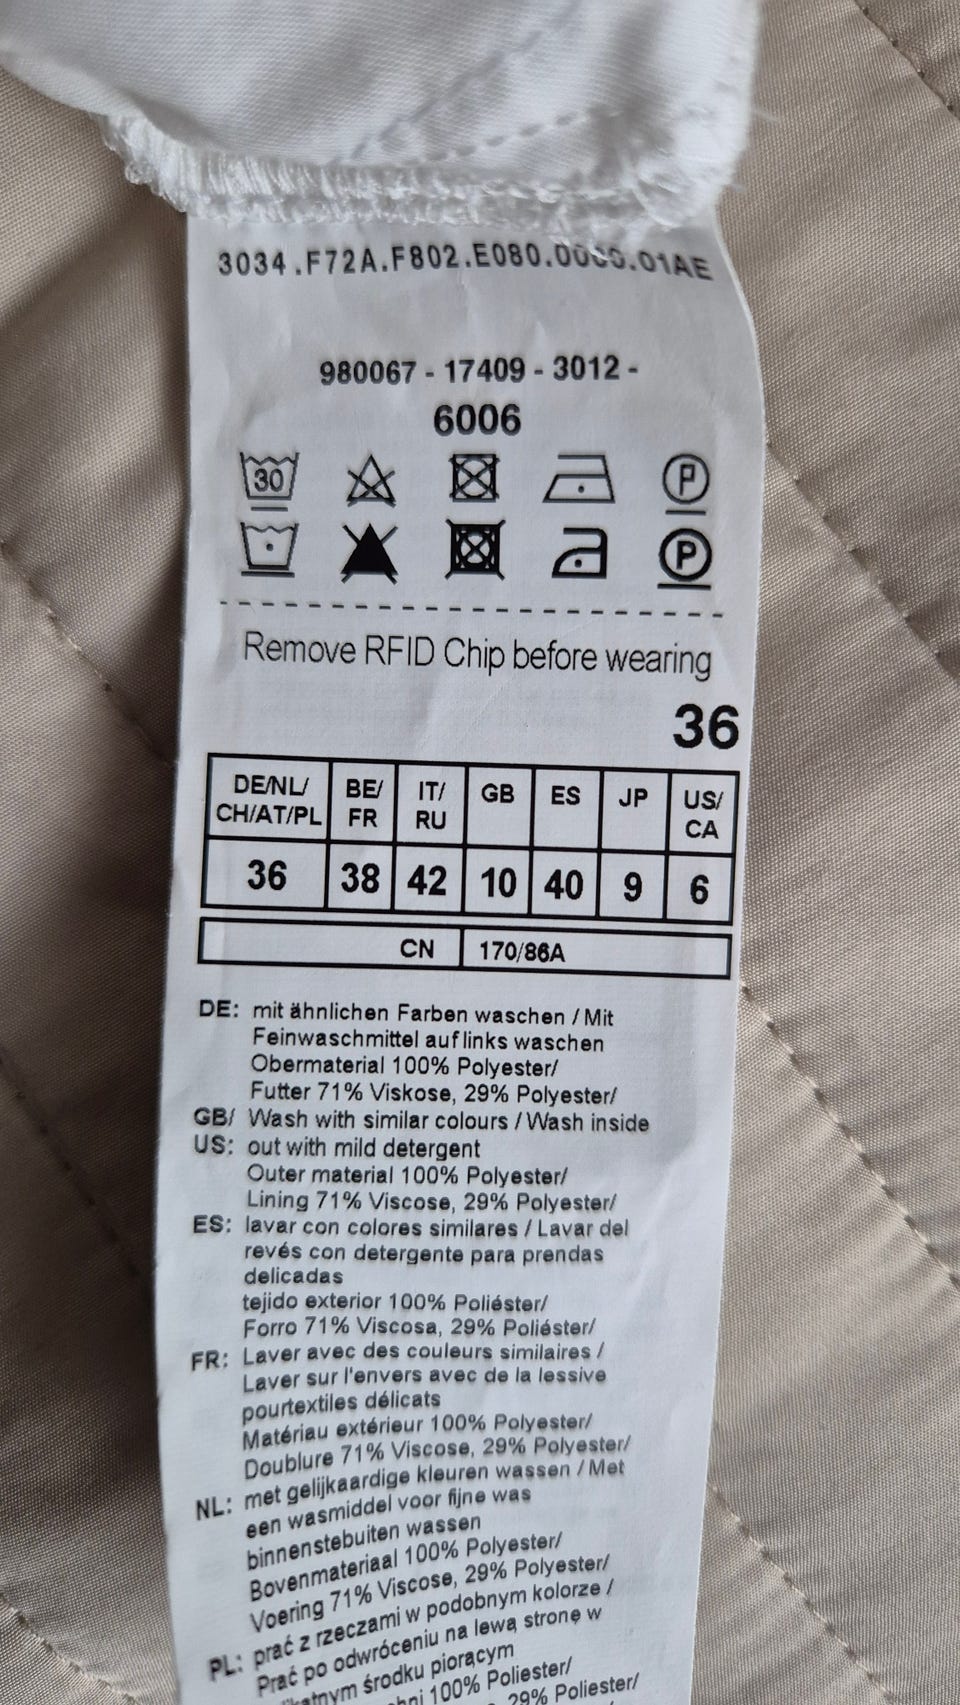 3034.F72A.F802.E080.0000.01AE
980067 - 17409 - 3012 -
6006
30 P
P
Remove RFID Chip before wearing
36
DE/NL/ CH/AT/PL BE/ FR IT/ RU GB ES JP US/ CA
36 38 42 10 40 9 6
CN 170/86A
DE: mit ähnlichen Farben waschen / Mit
Feinwaschmittel auf links waschen
Obermaterial 100% Polyester/
Futter 71% Viskose, 29% Polyester/
GB/ Wash with similar colours / Wash inside
US: out with mild detergent
Outer material 100% Polyester/
Lining 71% Viscose, 29% Polyester/
ES: lavar con colores similares / Lavar del
revés con detergente para prendas
delicadas
tejido exterior 100% Poliéster/
Forro 71% Viscosa, 29% Poliéster/
FR: Laver avec des couleurs similaires /
Laver sur l'envers avec de la lessive
pourtextiles délicats
Matériau extérieur 100% Polyester/
Doublure 71% Viscose, 29% Polyester/
NL: met gelijkaardige kleuren wassen / Met
een wasmiddel voor fijne was
binnenstebuiten wassen
Bovenmateriaal 100% Polyester/
Voering 71% Viscose, 29% Polyester/
PL: prać z rzeczami w podobnym kolorze /
Prać po odwróceniu na lewą stronę w
środku piorącym
100% Poliester/
29% Poliester/